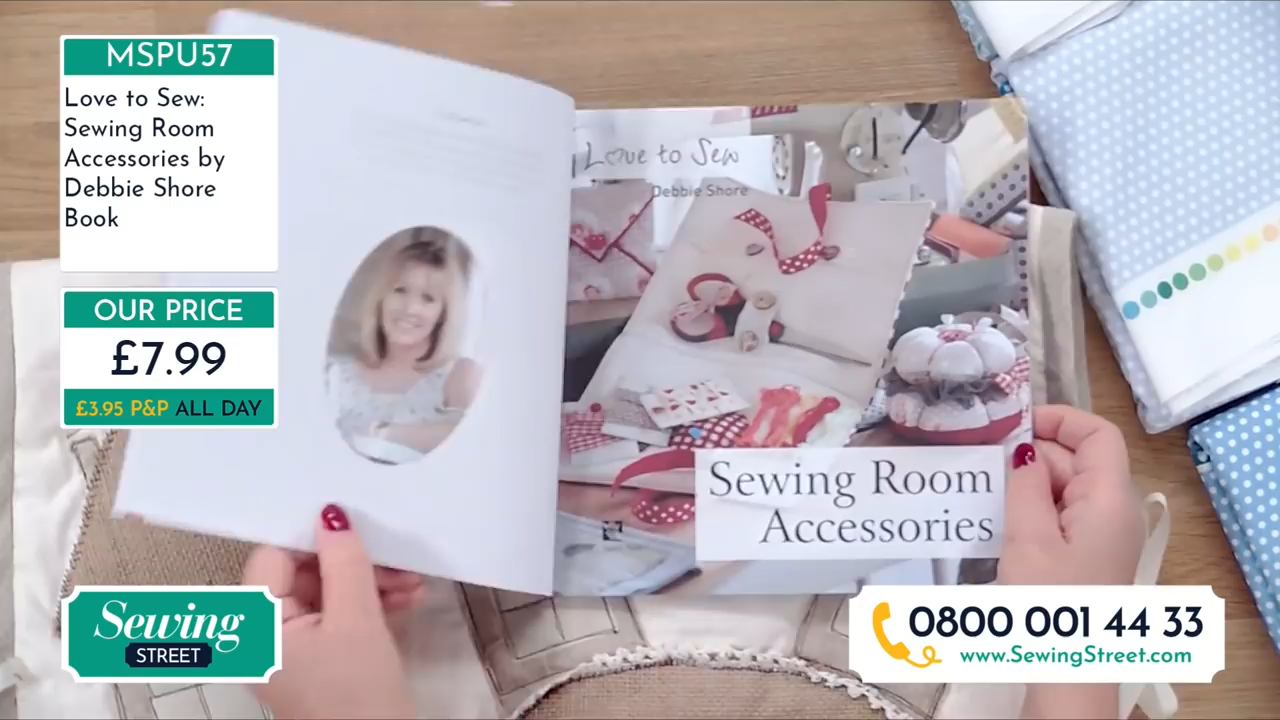 MSPU57
Love to Sew:
Sewing Room
Accessories by
Debbie Shore
Book
OUR PRICE
£7.99
£3.95 P&P ALL DAY
Love to Sew
Debbie Shore
Sewing Room
Accessories
Sewing
STREET
0800 001 44 33
www.SewingStreet.com